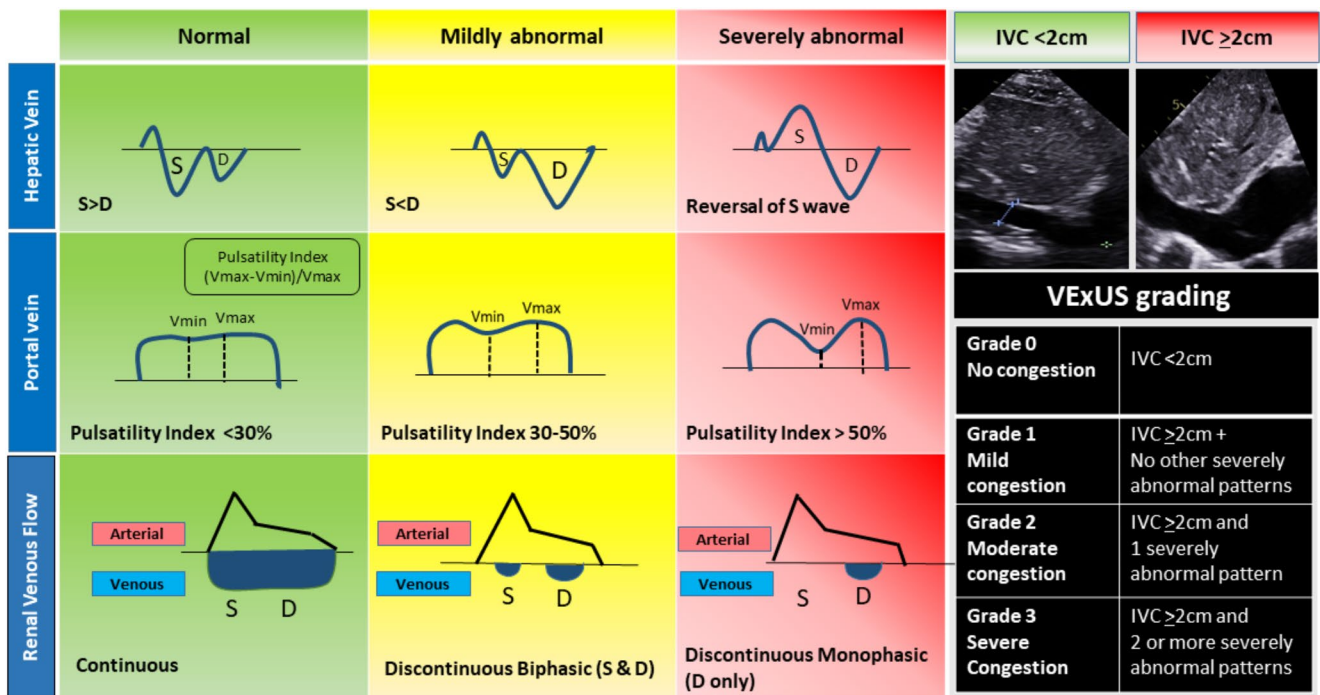 Normal
Mildly abnormal
Severely abnormal
IVC <2cm
IVC ≥2cm
Hepatic Vein
S
D
S>D
S
D
S<D
S
D
Reversal of S wave
5
Portal vein
Pulsatility Index
(Vmax-Vmin)/Vmax
Vmin
Vmax
Pulsatility Index <30%
Vmin
Vmax
Pulsatility Index 30-50%
Vmin
Vmax
Pulsatility Index > 50%
Renal Venous Flow
Arterial
Venous
S
D
Continuous
Arterial
Venous
S
D
Discontinuous Biphasic (S & D)
Arterial
Venous
S
D
Discontinuous Monophasic
(D only)
VExUS grading
Grade 0
No congestion
IVC <2cm
Grade 1
Mild
congestion
IVC ≥2cm +
No other severely
abnormal patterns
Grade 2
Moderate
congestion
IVC ≥2cm and
1 severely
abnormal pattern
Grade 3
Severe
Congestion
IVC ≥2cm and
2 or more severely
abnormal patterns